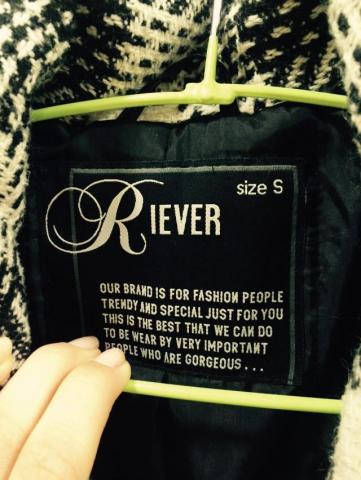 size S
RIEVER
OUR BRAND IS FOR FASHION PEOPLE
TRENDY AND SPECIAL JUST FOR YOU
THIS IS THE BEST THAT WE CAN DO
TO BE WEAR BY VERY IMPORTANT
PEOPLE WHO ARE GORGEOUS ...